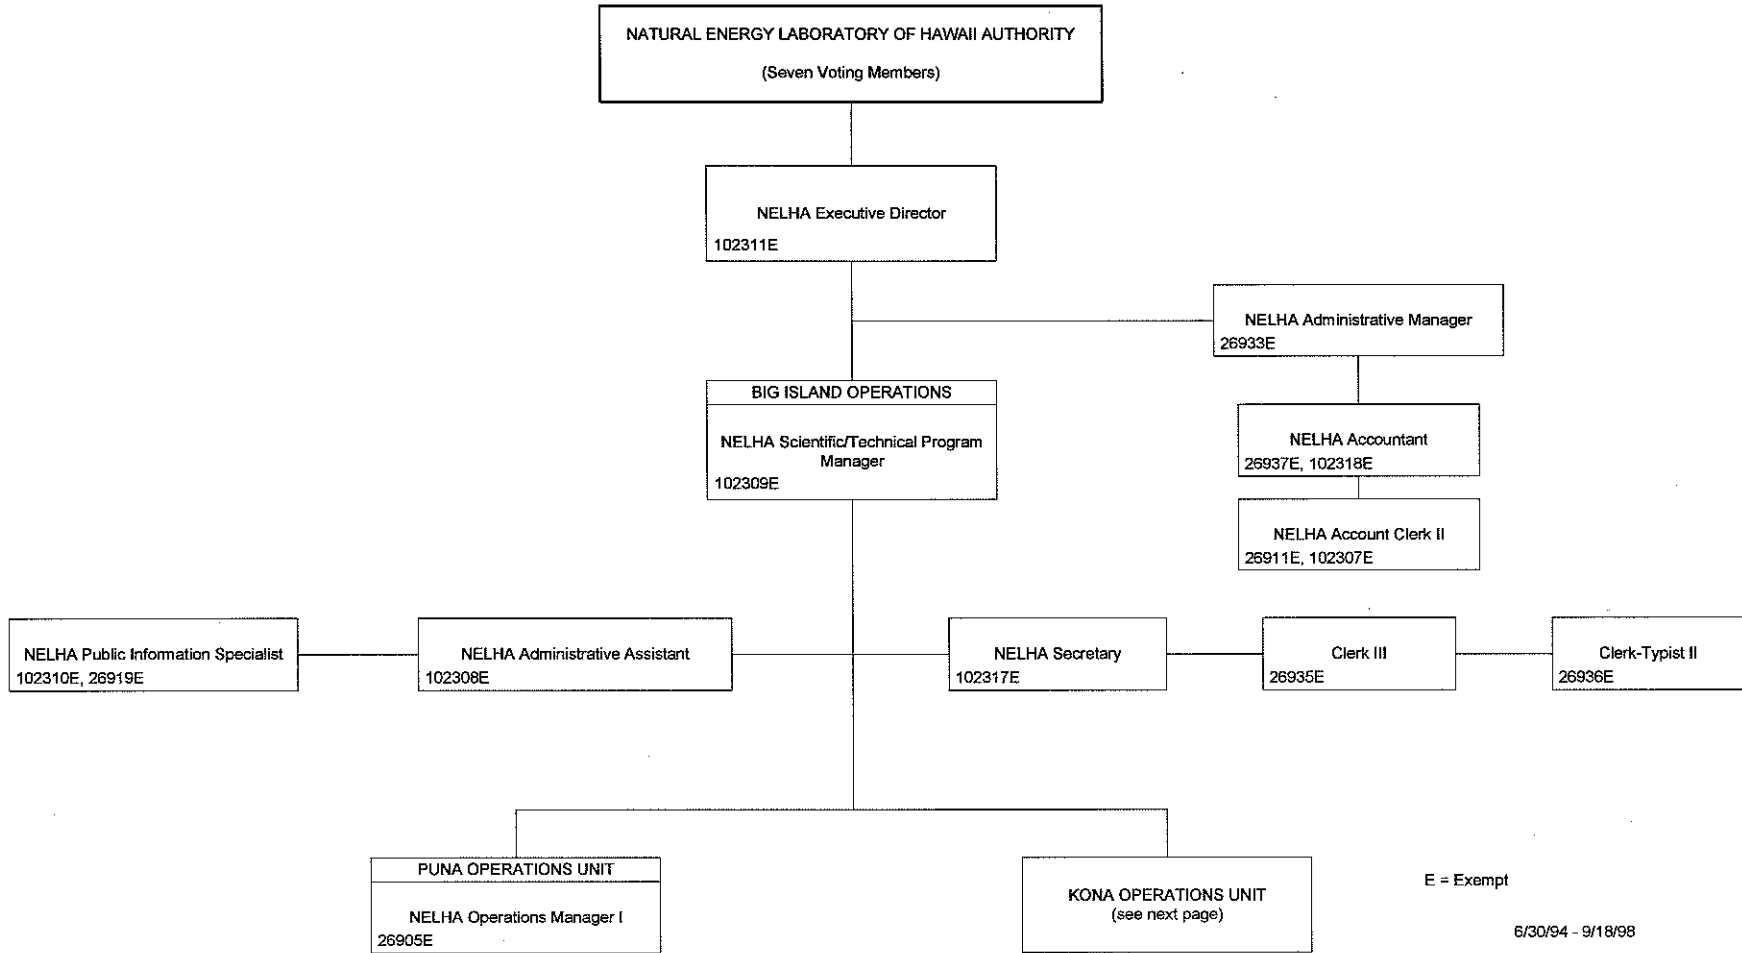 NATURAL ENERGY LABORATORY OF HAWAII AUTHORITY
(Seven Voting Members)
NELHA Executive Director
102311E
NELHA Administrative Manager
26933E
BIG ISLAND OPERATIONS
NELHA Scientific/Technical Program
Manager
102309E
NELHA Accountant
26937E, 102318E
NELHA Account Clerk II
26911E, 102307E
NELHA Public Information Specialist
102310E, 26919E
NELHA Administrative Assistant
102308E
NELHA Secretary
102317E
Clerk III
26935E
Clerk-Typist II
26936E
PUNA OPERATIONS UNIT
NELHA Operations Manager I
26905E
KONA OPERATIONS UNIT
(see next page)
E = Exempt
6/30/94 - 9/18/98